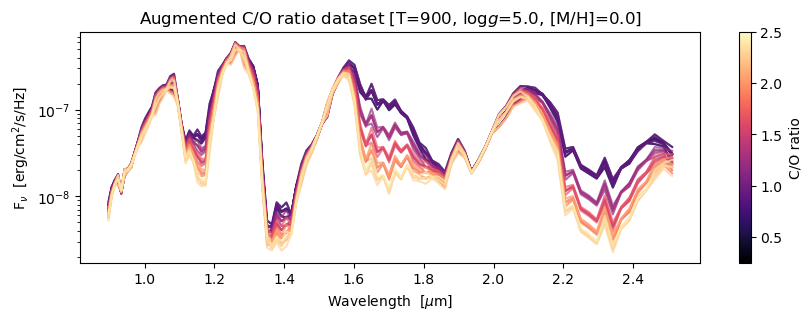 Augmented C/O ratio dataset [T=900, logg=5.0, [M/H]=0.0]
F_ν [erg/cm²/s/Hz]
10⁻⁷
10⁻⁸
1.0 1.2 1.4 1.6 1.8 2.0 2.2 2.4
Wavelength [μm]
2.5
2.0
1.5
1.0
0.5
C/O ratio